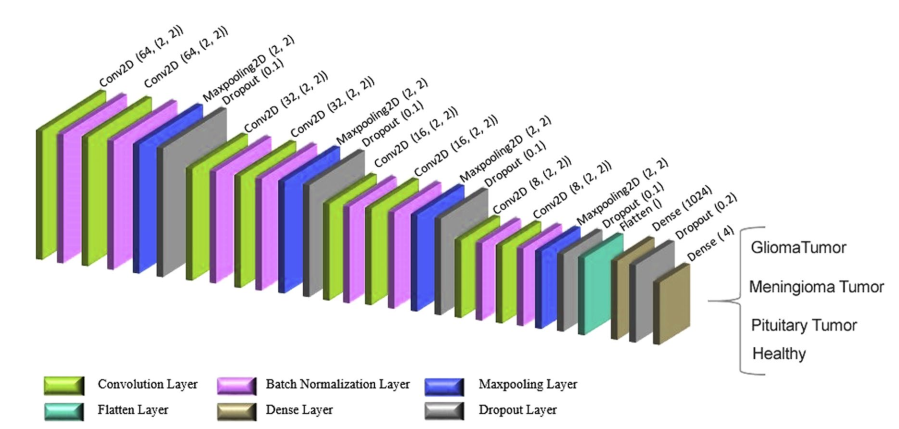 Conv2D (64, (2, 2))
Conv2D (64, (2, 2))
Maxpooling2D (2, 2)
Dropout (0.1)
Conv2D (32, (2, 2))
Conv2D (32, (2, 2))
Maxpooling2D (2, 2)
Dropout (0.1)
Conv2D (16, (2, 2))
Conv2D (16, (2, 2))
Maxpooling2D (2, 2)
Dropout (0.1)
Conv2D (8, (2, 2))
Conv2D (8, (2, 2))
Maxpooling2D (2, 2)
Dropout (0.1)
Flatten ()
Dense (1024)
Dropout (0.2)
Dense (4)
GliomaTumor
Meningioma Tumor
Pituitary Tumor
Healthy
Convolution Layer
Batch Normalization Layer
Maxpooling Layer
Flatten Layer
Dense Layer
Dropout Layer